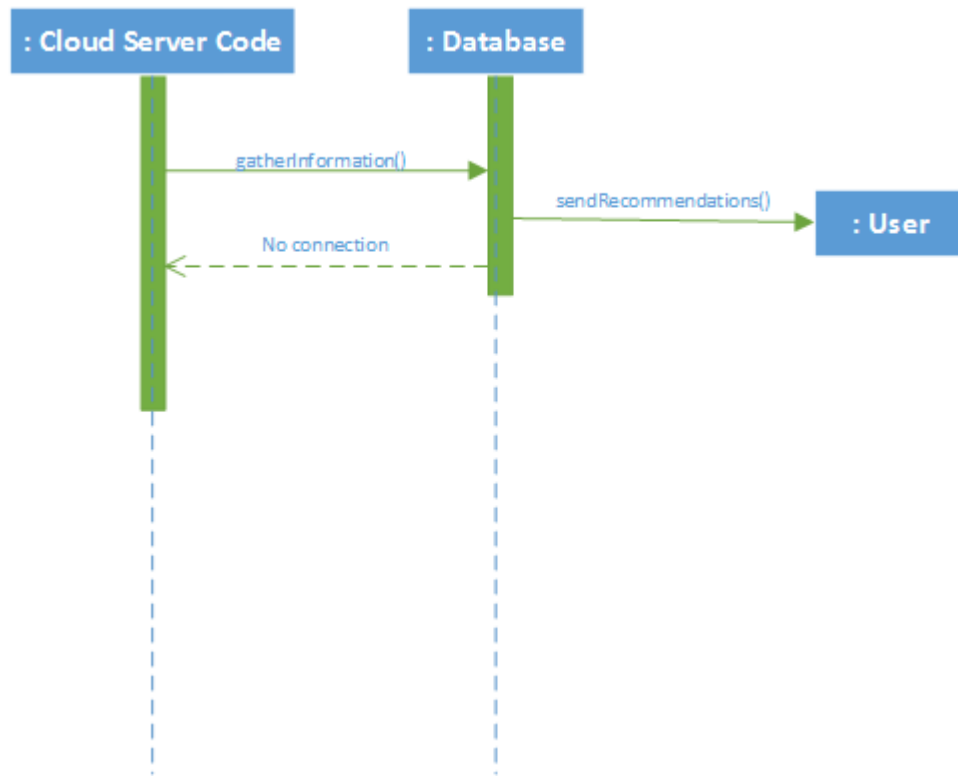 : Cloud Server Code
: Database
gatherInformation()
sendRecommendations()
: User
No connection